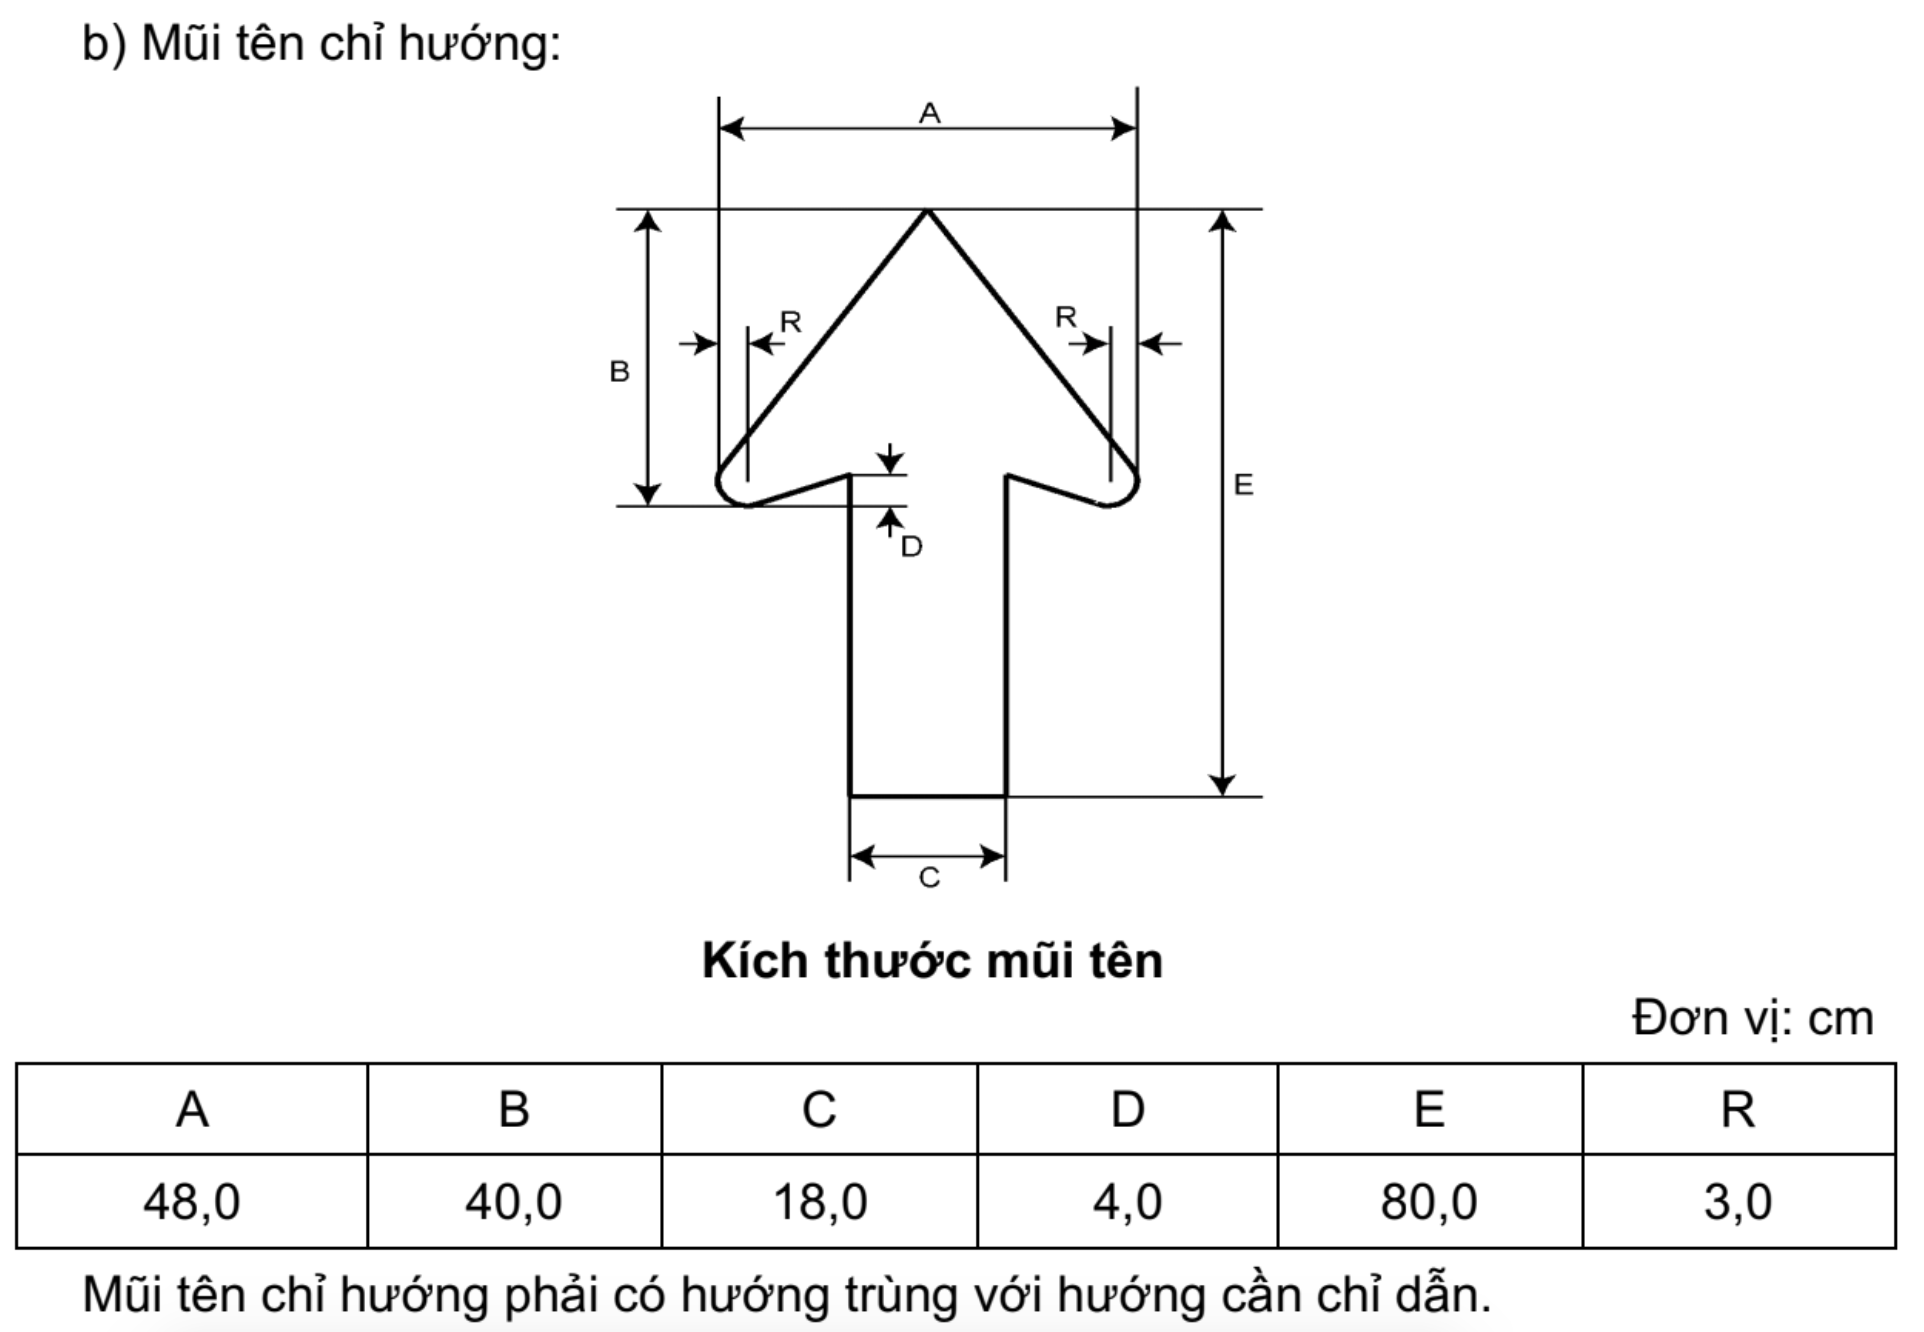 b) Mũi tên chỉ hướng:
A
R
R
B
E
D
C
Kích thước mũi tên
Đơn vị: cm
A B C D E R
48,0 40,0 18,0 4,0 80,0 3,0
Mũi tên chỉ hướng phải có hướng trùng với hướng cần chỉ dẫn.